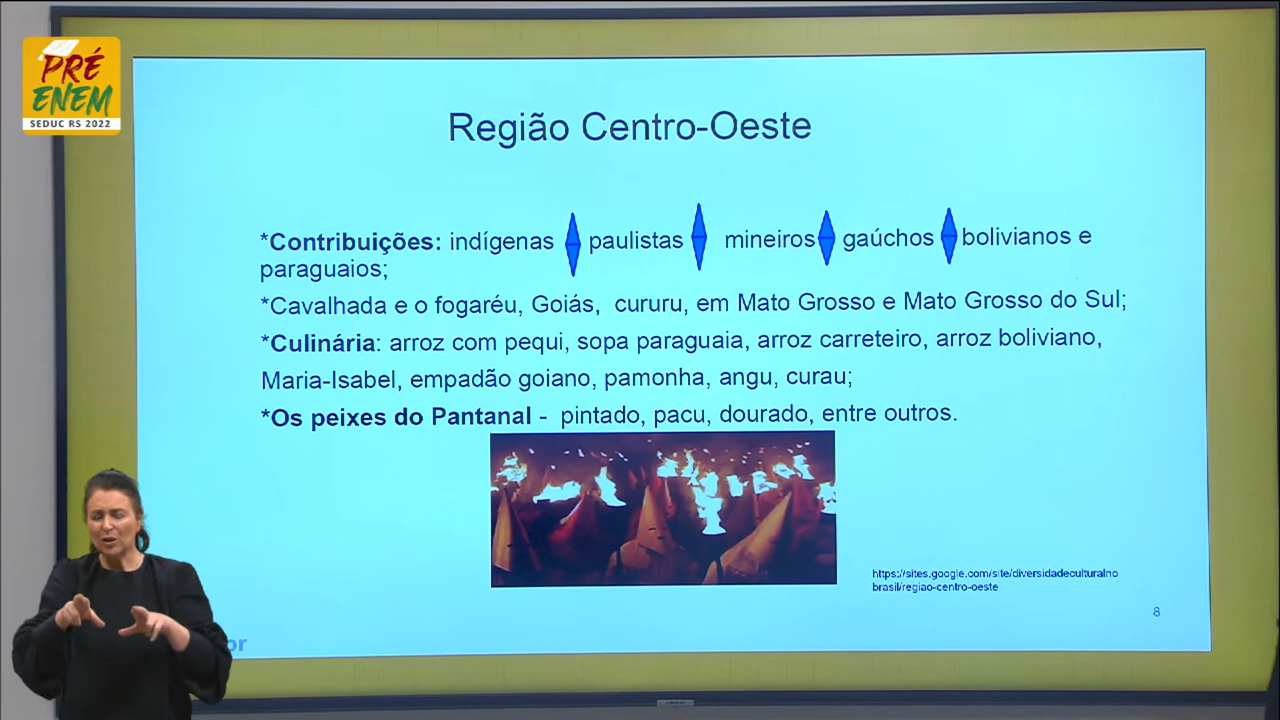 PRÉ
ENEM
SEDUC RS 2022
Região Centro-Oeste
*Contribuições: indígenas paulistas mineiros gaúchos bolivianos e
paraguaios;
*Cavalhada e o fogaréu, Goiás, cururu, em Mato Grosso e Mato Grosso do Sul;
*Culinária: arroz com pequi, sopa paraguaia, arroz carreteiro, arroz boliviano,
Maria-Isabel, empadão goiano, pamonha, angu, curau;
*Os peixes do Pantanal - pintado, pacu, dourado, entre outros.
https://sites.google.com/site/diversidadeculturalno
brasil/regiao-centro-oeste
8